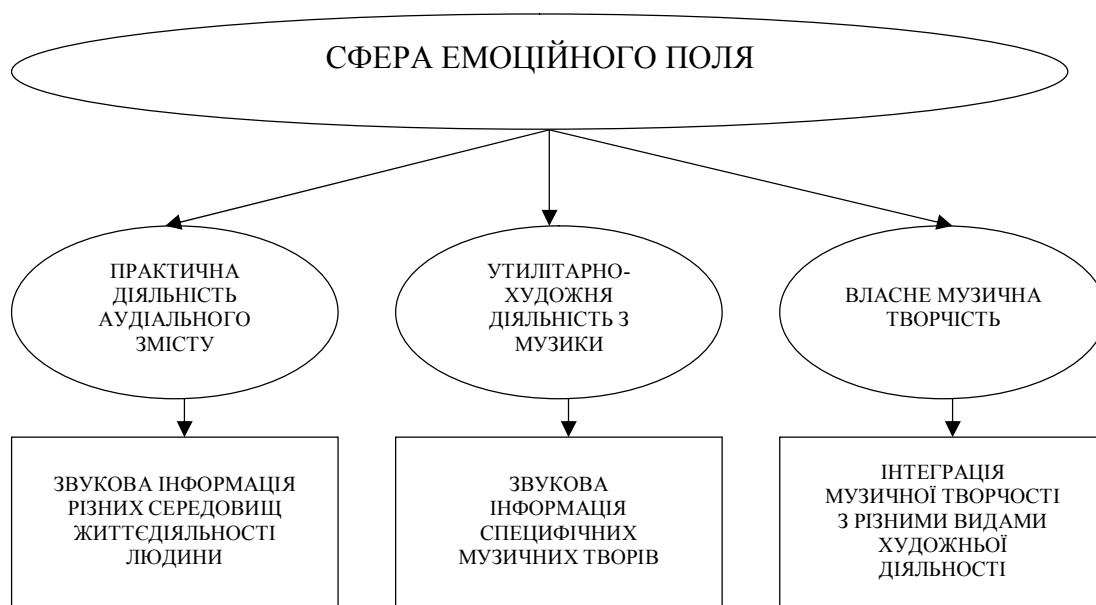 СФЕРА ЕМОЦІЙНОГО ПОЛЯ
ПРАКТИЧНА
ДІЯЛЬНІСТЬ
АУДІАЛЬНОГО
ЗМІСТУ
УТИЛІТАРНО-
ХУДОЖНЯ
ДІЯЛЬНІСТЬ З
МУЗИКИ
ВЛАСНЕ МУЗИЧНА
ТВОРЧІСТЬ
ЗВУКОВА ІНФОРМАЦІЯ
РІЗНИХ СЕРЕДОВИЩ
ЖИТТЄДІЯЛЬНОСТІ
ЛЮДИНИ
ЗВУКОВА
ІНФОРМАЦІЯ
СПЕЦИФІЧНИХ
МУЗИЧНИХ ТВОРІВ
ІНТЕГРАЦІЯ
МУЗИЧНОЇ ТВОРЧОСТІ
З РІЗНИМИ ВИДАМИ
ХУДОЖНЬОЇ
ДІЯЛЬНОСТІ